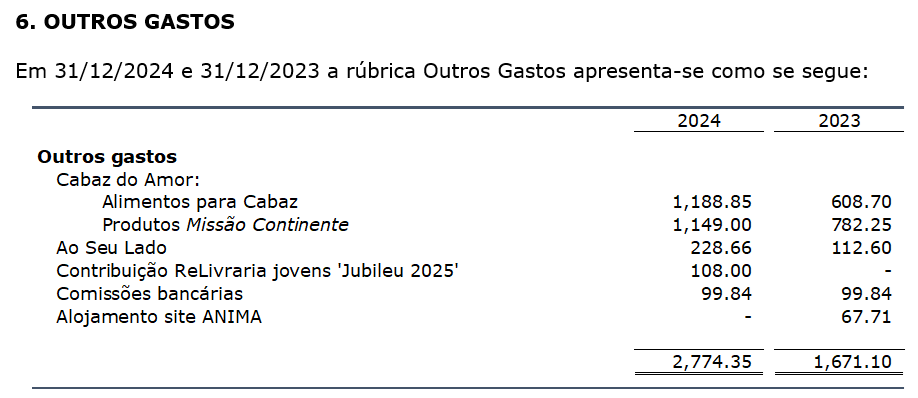 6. OUTROS GASTOS
Em 31/12/2024 e 31/12/2023 a rúbrica Outros Gastos apresenta-se como se segue:
2024 2023
Outros gastos
Cabaz do Amor:
Alimentos para Cabaz 1,188.85 608.70
Produtos Missão Continente 1,149.00 782.25
Ao Seu Lado 228.66 112.60
Contribuição ReLivraria jovens 'Jubileu 2025' 108.00 -
Comissões bancárias 99.84 99.84
Alojamento site ANIMA - 67.71
2,774.35 1,671.10